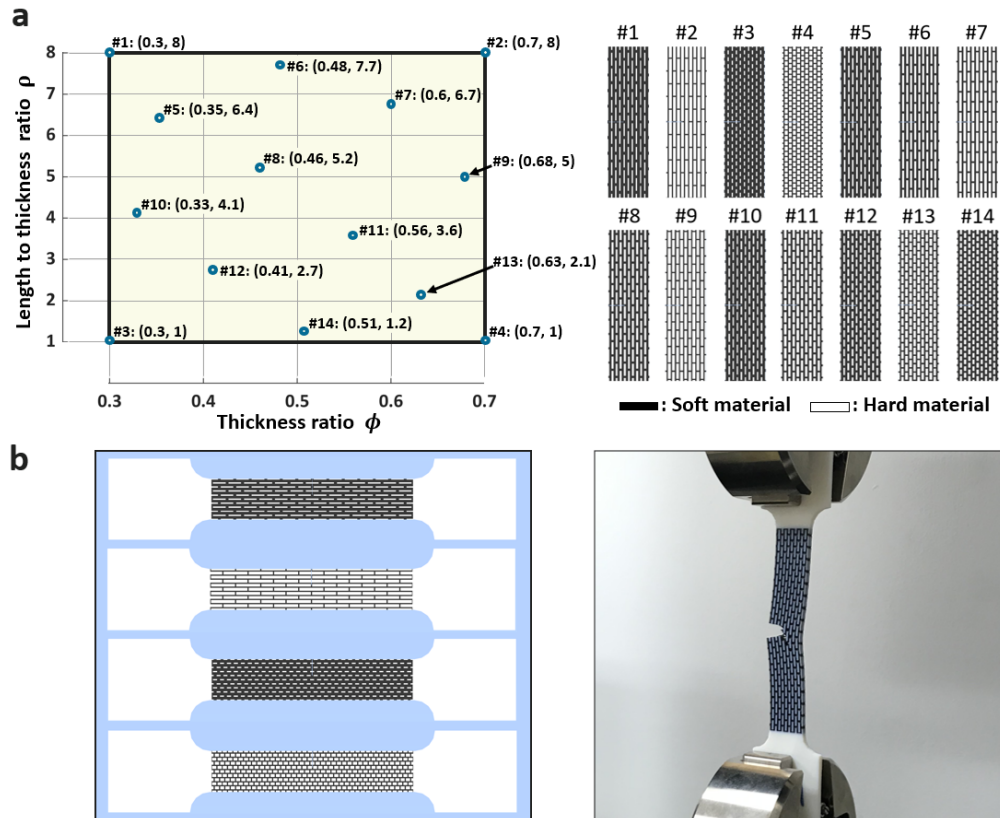 a
Length to thickness ratio ρ
8
7
6
5
4
3
2
1
#1: (0.3, 8)
#2: (0.7, 8)
#6: (0.48, 7.7)
#7: (0.6, 6.7)
#5: (0.35, 6.4)
#8: (0.46, 5.2)
#9: (0.68, 5)
#10: (0.33, 4.1)
#11: (0.56, 3.6)
#12: (0.41, 2.7)
#13: (0.63, 2.1)
#14: (0.51, 1.2)
#3: (0.3, 1)
#4: (0.7, 1)
0.3 0.4 0.5 0.6 0.7
Thickness ratio ϕ
#1 #2 #3 #4 #5 #6 #7
#8 #9 #10 #11 #12 #13 #14
: Soft material : Hard material
b